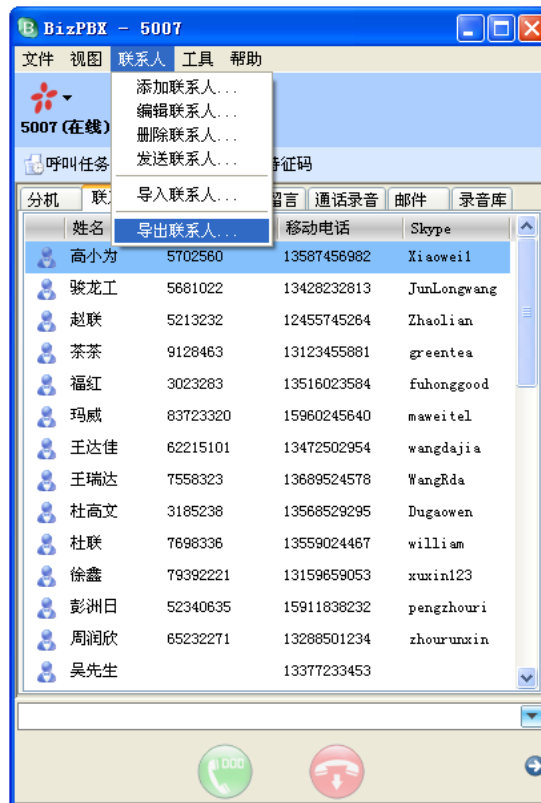 BizPBX - 5007
文件 视图 联系人 工具 帮助
添加联系人...
编辑联系人...
5007 (在线)
删除联系人...
呼叫任务 发送联系人... 征码
分机 联 导入联系人... 留言 通话录音 邮件 录音库
姓名 导出联系人... 移动电话 Skype
高小为 5702560 13587456982 Xiaowei1
骏龙工 5681022 13428232813 JunLongwang
赵联 5213232 12455745264 Zhaolian
茶茶 9128463 13123455881 greentea
福红 3023283 13516023584 fuhonggood
玛威 83723320 15960245640 maweitel
王达佳 62215101 13472502954 wangdajia
王瑞达 7558323 13689524578 WangRda
杜高文 3185238 13568529295 Dugaowen
杜联 7698336 13559024467 william
徐鑫 79392221 13159659053 xuxin123
彭洲日 52340635 15911838232 pengzhouri
周润欣 65232271 13288501234 zhourunxin
吴先生 13377233453